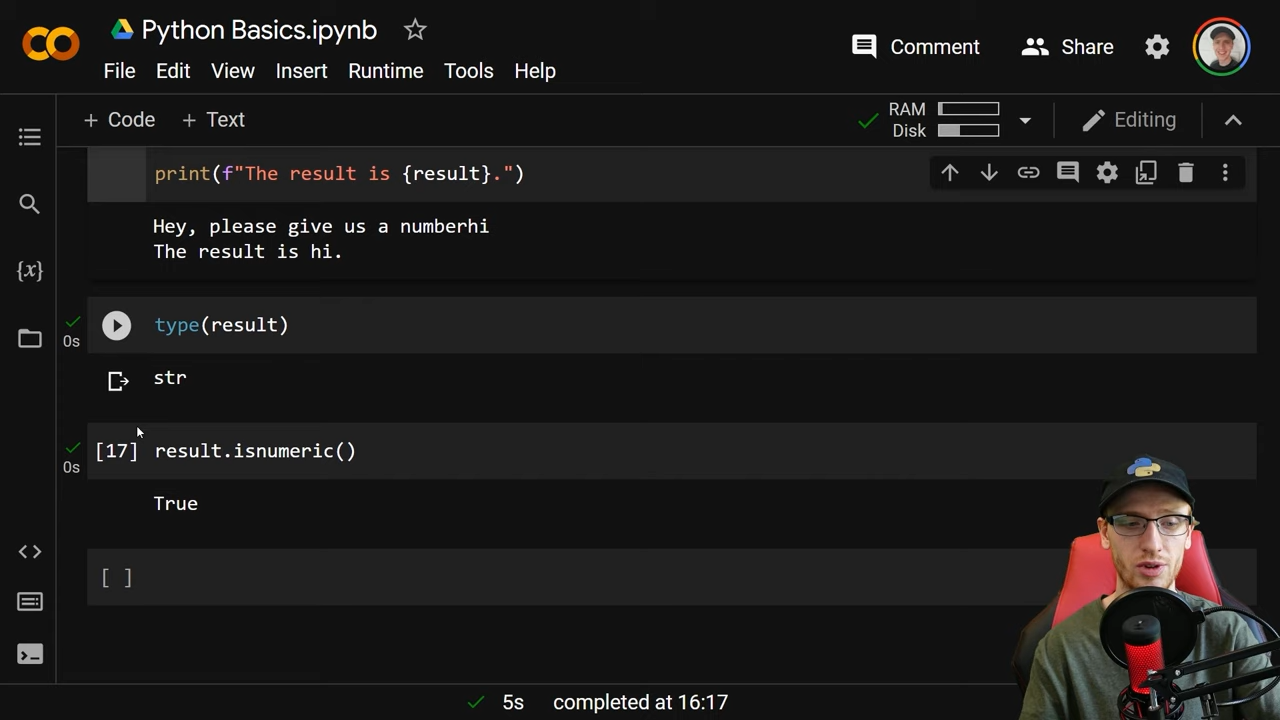 Python Basics.ipynb
Comment
Share
File Edit View Insert Runtime Tools Help
+ Code + Text
RAM
Disk
Editing
print(f"The result is {result}.")
Hey, please give us a numberhi
The result is hi.
0s
type(result)
str
[17] result.isnumeric()
0s
True
[ ]
{x}
5s completed at 16:17